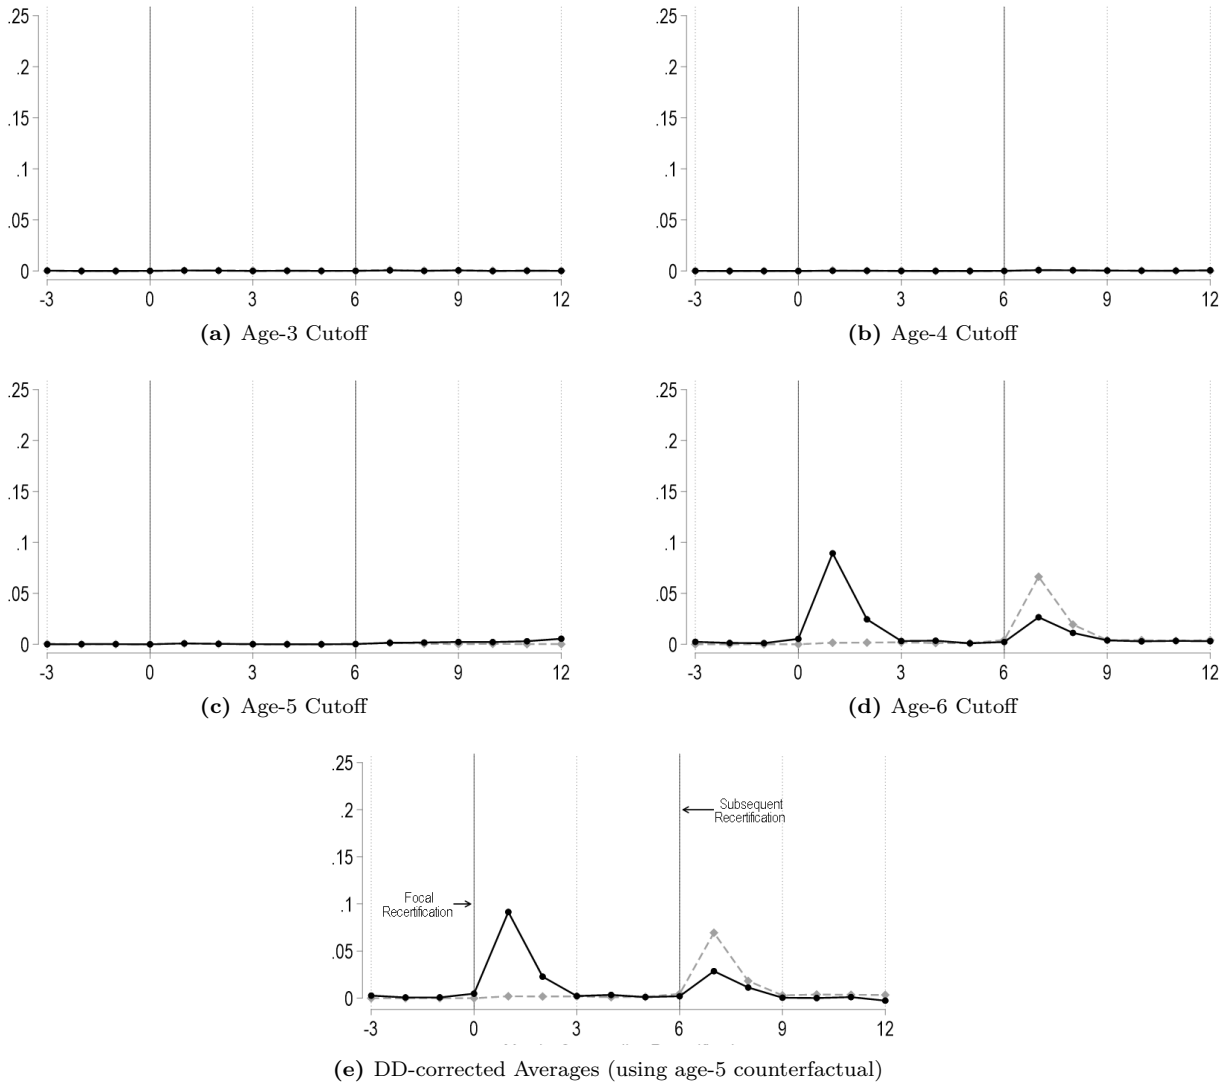 .25
.2
.15
.1
.05
0
-3 0 3 6 9 12
(a) Age-3 Cutoff
.25
.2
.15
.1
.05
0
-3 0 3 6 9 12
(b) Age-4 Cutoff
.25
.2
.15
.1
.05
0
-3 0 3 6 9 12
(c) Age-5 Cutoff
.25
.2
.15
.1
.05
0
-3 0 3 6 9 12
(d) Age-6 Cutoff
.25
.2
.15
.1
.05
0
Subsequent
Recertification
Focal
Recertification
-3 0 3 6 9 12
(e) DD-corrected Averages (using age-5 counterfactual)